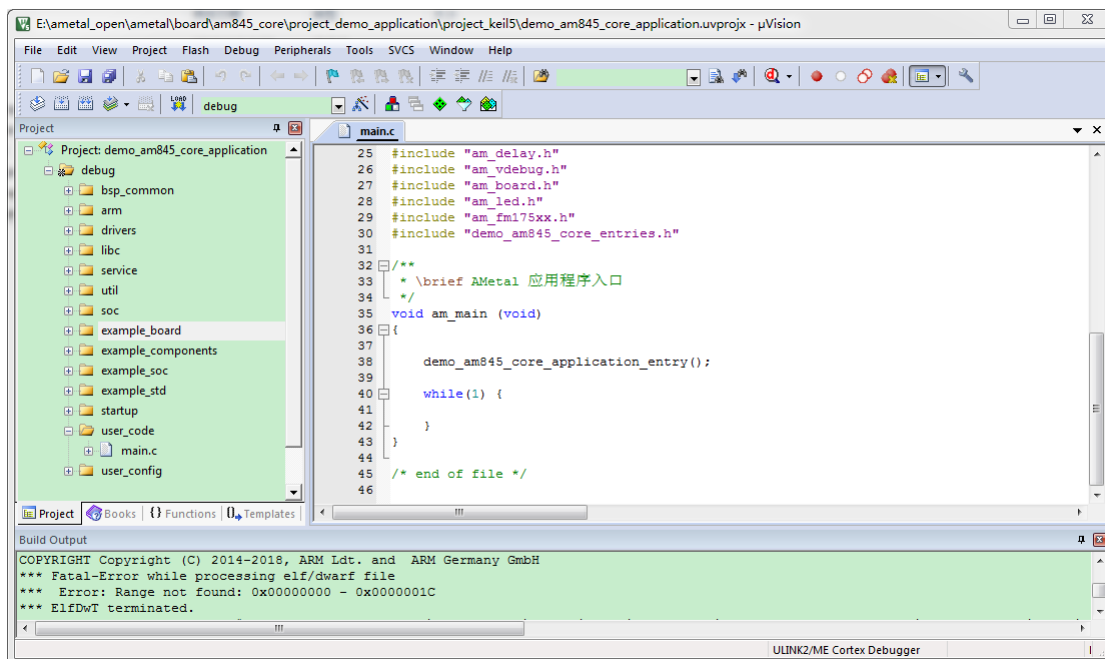 E:\ametal_open\ametal\board\am845_core\project_demo_application\project_keil5\demo_am845_core_application.uvprojx - µVision
File Edit View Project Flash Debug Peripherals Tools SVCS Window Help
LOAD debug
Project
Project: demo_am845_core_application
debug
bsp_common
arm
drivers
libc
service
util
soc
example_board
example_components
example_soc
example_std
startup
user_code
main.c
user_config
Project Books {} Functions Templates
main.c
25 #include "am_delay.h"
26 #include "am_vdebug.h"
27 #include "am_board.h"
28 #include "am_led.h"
29 #include "am_fm175xx.h"
30 #include "demo_am845_core_entries.h"
31
32 /**
33 * \brief AMetal 应用程序入口
34 */
35 void am_main (void)
36 {
37
38 demo_am845_core_application_entry();
39
40 while(1) {
41
42 }
43 }
44
45 /* end of file */
46
Build Output
COPYRIGHT Copyright (C) 2014-2018, ARM Ldt. and ARM Germany GmbH
*** Fatal-Error while processing elf/dwarf file
*** Error: Range not found: 0x00000000 - 0x0000001C
*** ElfDwT terminated.
ULINK2/ME Cortex Debugger